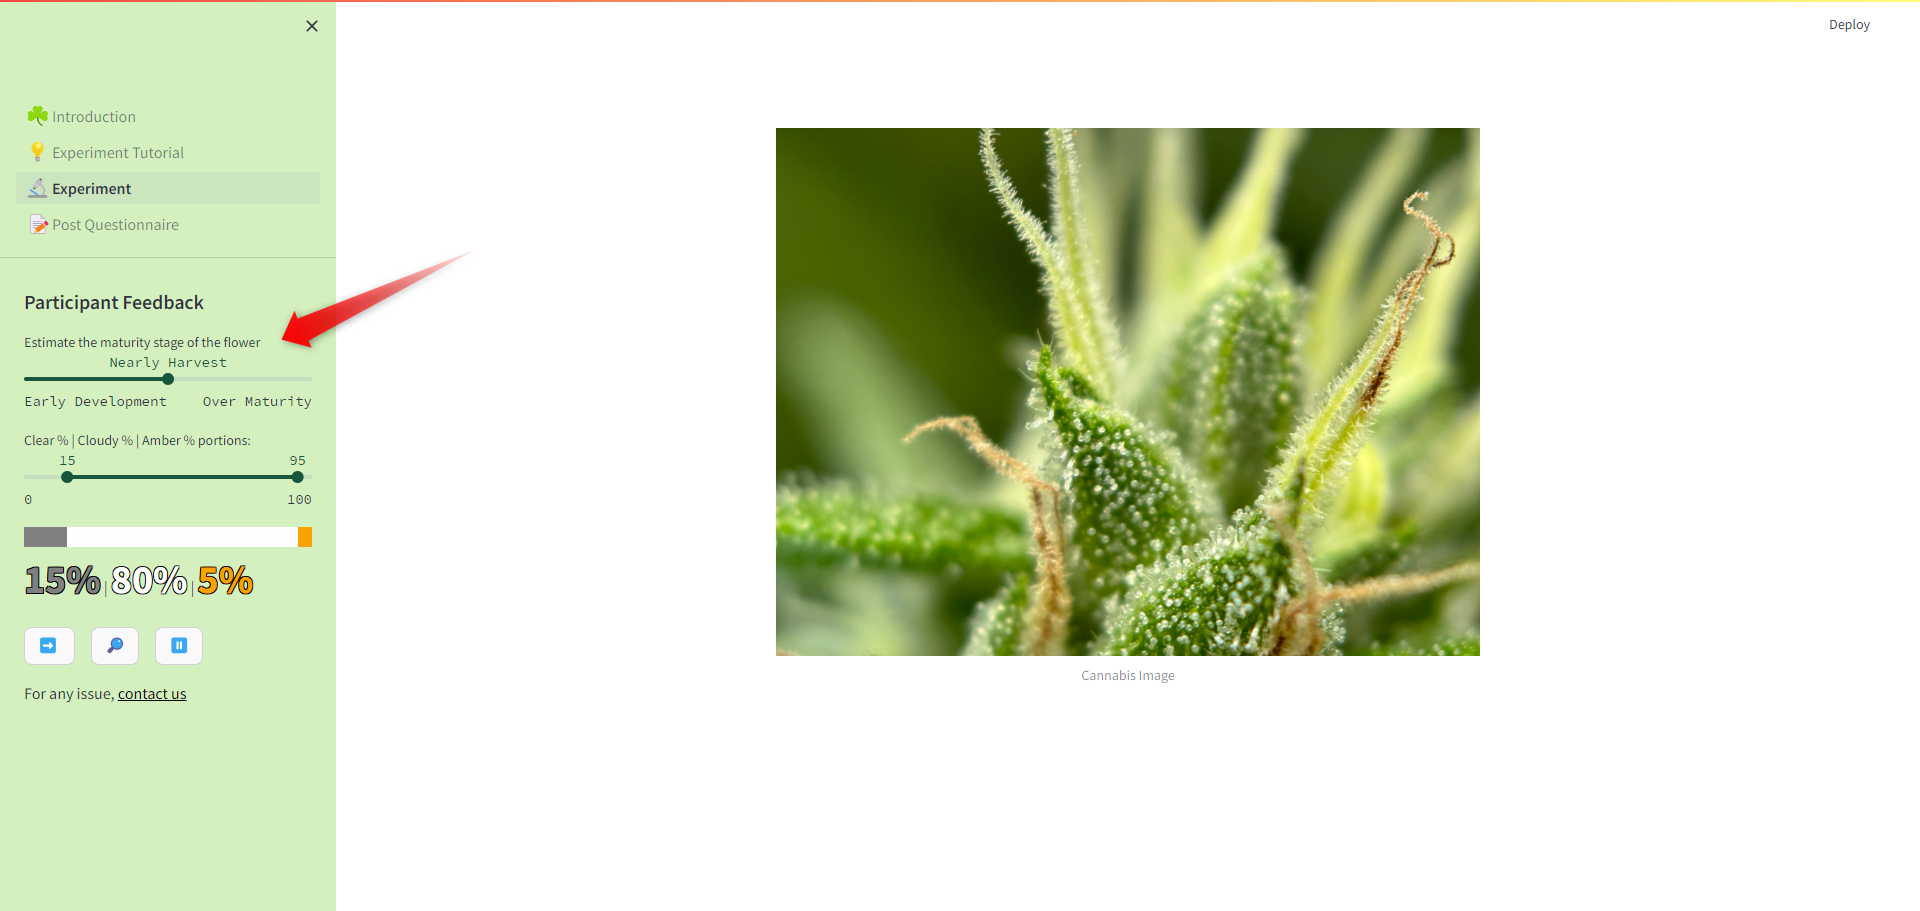 Deploy
Introduction
Experiment Tutorial
Experiment
Post Questionnaire
Participant Feedback
Estimate the maturity stage of the flower
Nearly Harvest
Early Development Over Maturity
Clear % | Cloudy % | Amber % portions:
15 95
0 100
15% | 80% | 5%
For any issue, contact us
Cannabis Image